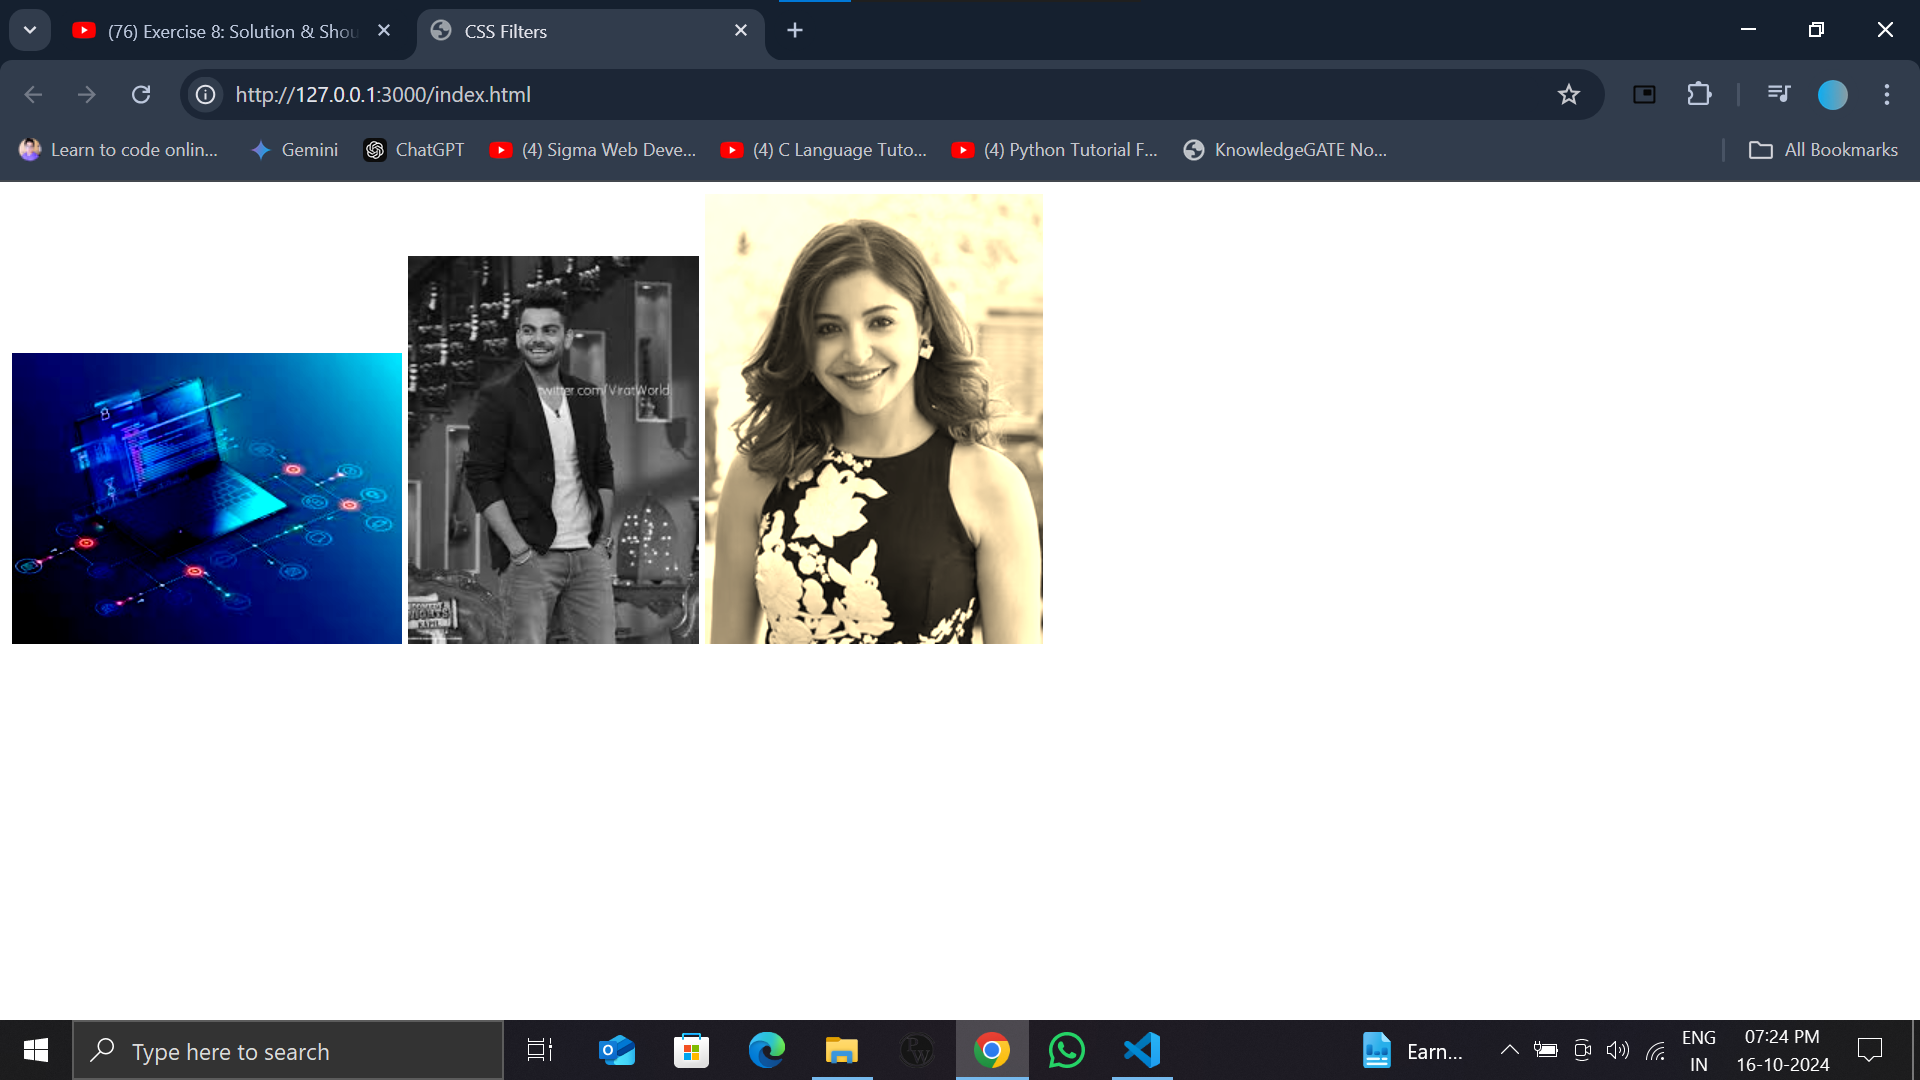 (76) Exercise 8: Solution & Shou
CSS Filters
http://127.0.0.1:3000/index.html
Learn to code onlin...
Gemini
ChatGPT
(4) Sigma Web Deve...
(4) C Language Tuto...
(4) Python Tutorial F...
KnowledgeGATE No...
All Bookmarks
twitter.com/ViratWorld
Type here to search
Earn...
ENG
IN
07:24 PM
16-10-2024